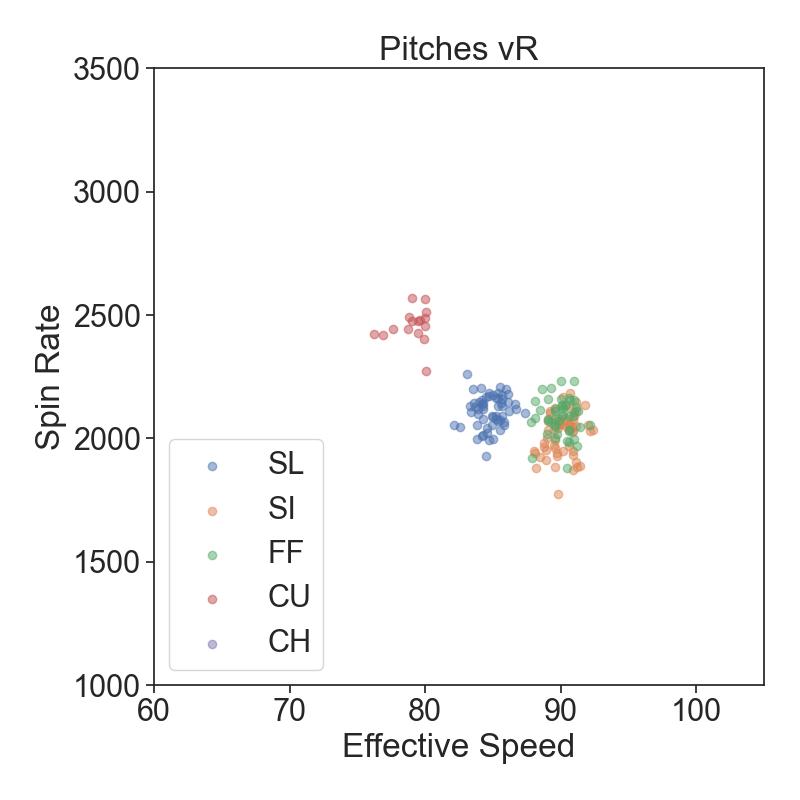 Pitches vR
3500
3000
2500
2000
1500
1000
Spin Rate
SL
SI
FF
CU
CH
60 70 80 90 100
Effective Speed